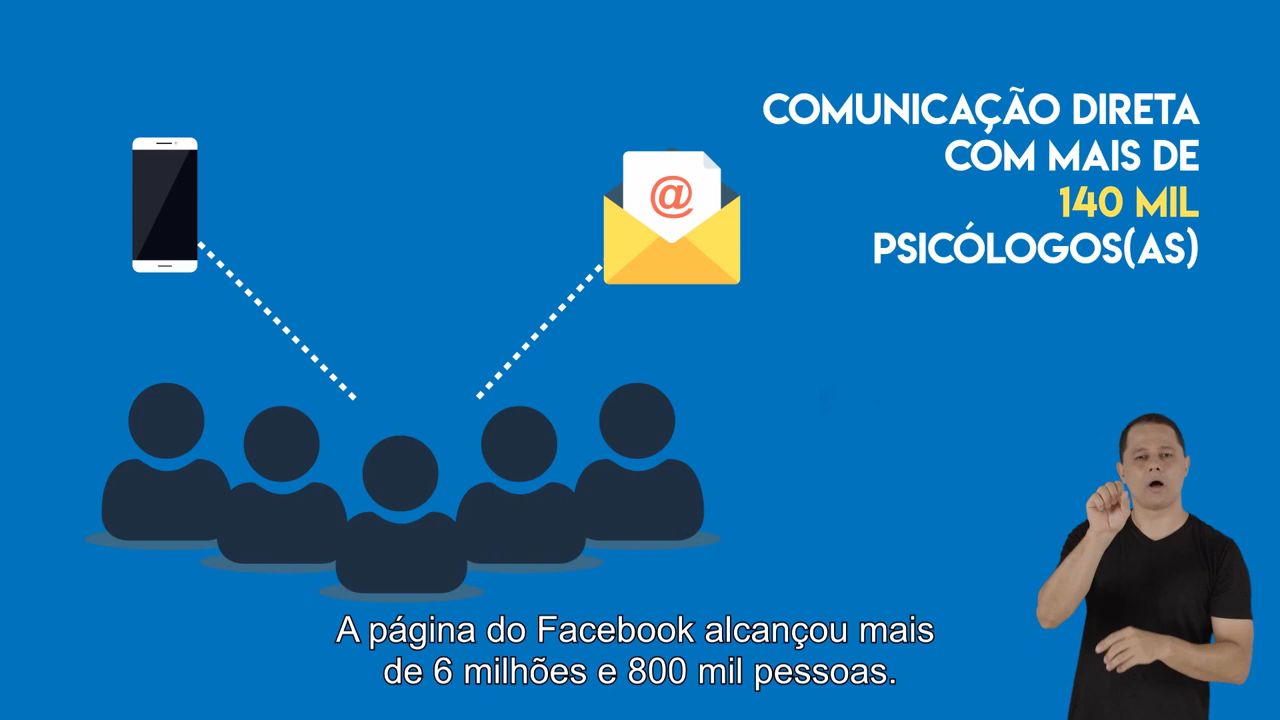 COMUNICAÇÃO DIRETA
COM MAIS DE
140 MIL
PSICÓLOGOS(AS)
@
A página do Facebook alcançou mais
de 6 milhões e 800 mil pessoas.